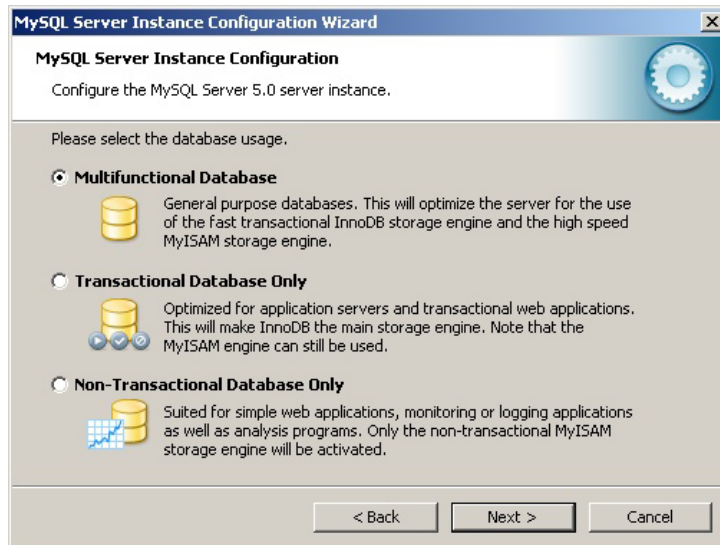 MySQL Server Instance Configuration Wizard
MySQL Server Instance Configuration
Configure the MySQL Server 5.0 server instance.
Please select the database usage.
Multifunctional Database
General purpose databases. This will optimize the server for the use
of the fast transactional InnoDB storage engine and the high speed
MyISAM storage engine.
Transactional Database Only
Optimized for application servers and transactional web applications.
This will make InnoDB the main storage engine. Note that the
MyISAM engine can still be used.
Non-Transactional Database Only
Suited for simple web applications, monitoring or logging applications
as well as analysis programs. Only the non-transactional MyISAM
storage engine will be activated.
< Back Next > Cancel